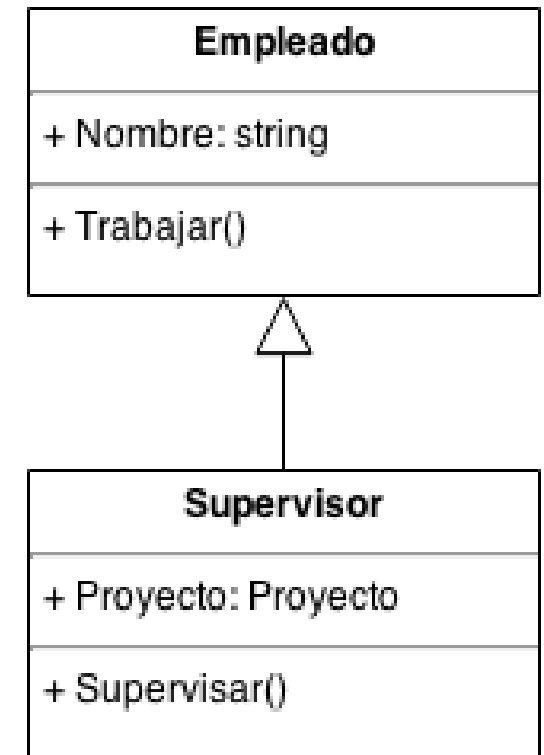 Empleado
+ Nombre: string
+ Trabajar()
Supervisor
+ Proyecto: Proyecto
+ Supervisar()